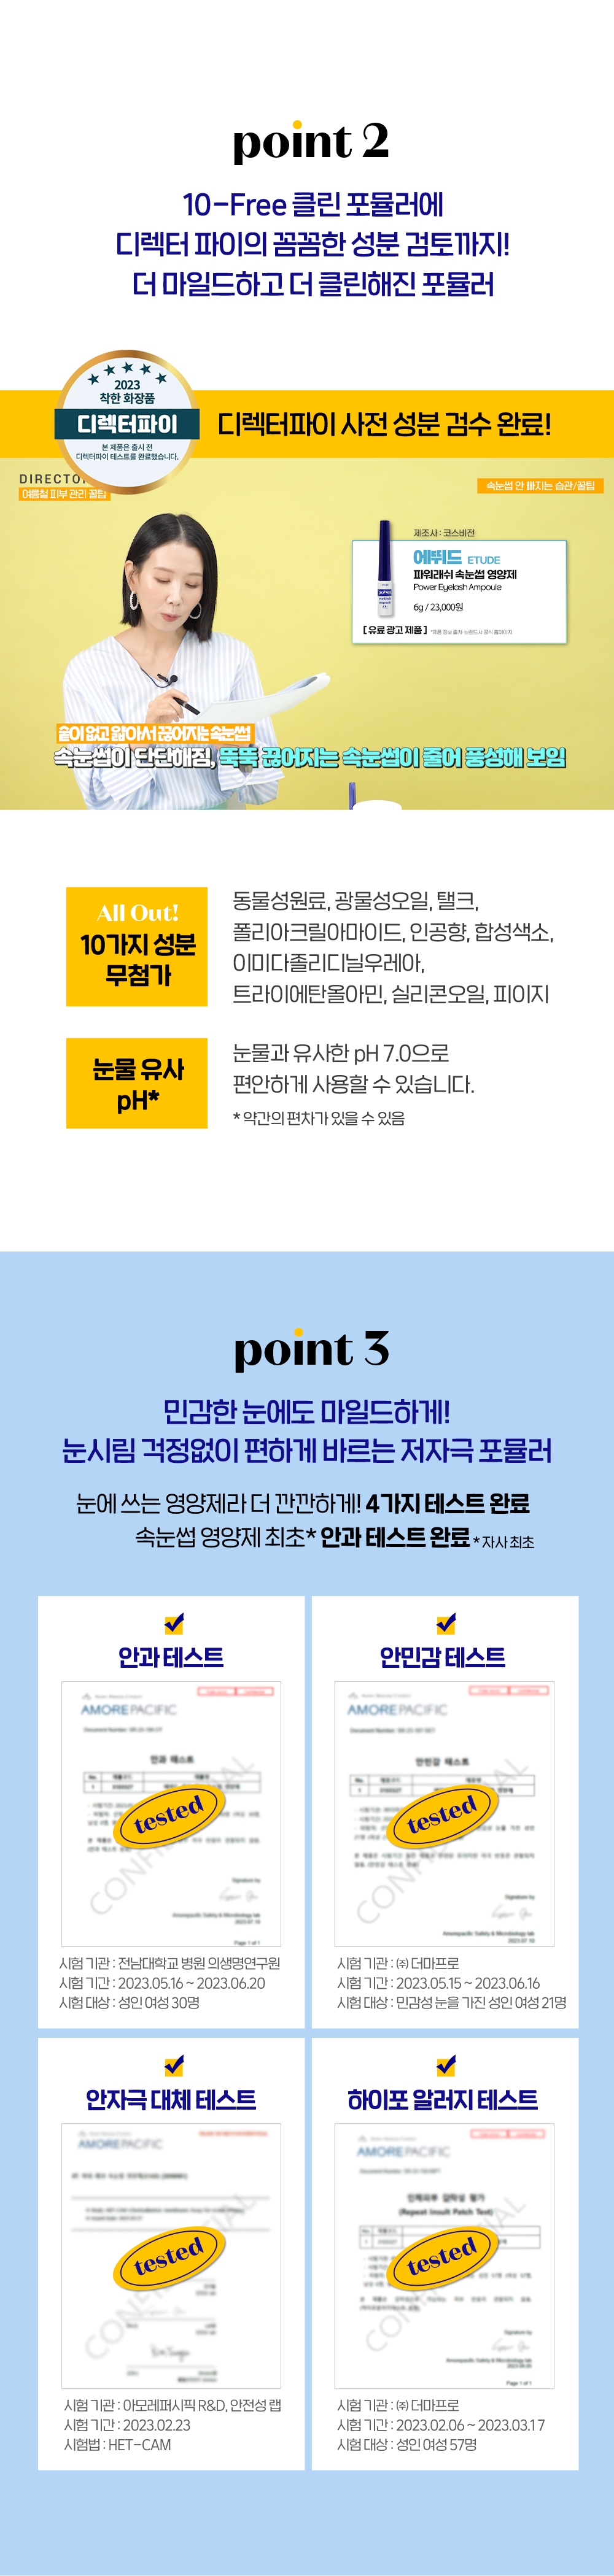 point 2
10-Free 클린 포뮬러에
디렉터 파이의 꼼꼼한 성분 검토까지!
더 마일드하고 더 클린해진 포뮬러
2023
착한 화장품
디렉터파이
본 제품은 출시 전
디렉터파이 테스트를 완료했습니다.
디렉터파이 사전 성분 검수 완료!
DIRECTO
여름철 피부 관리 꿀팁
속눈썹 안 빠지는 습관/꿀팁
제조사 : 코스비전
에뛰드 ETUDE
파워래쉬 속눈썹 영양제
Power Eyelash Ampoule
6g / 23,000원
[ 유료 광고 제품 ]
숱이 없고 얇아서 끊어지는 속눈썹
속눈썹이 단단해짐, 뚝뚝 끊어지는 속눈썹이 줄어 풍성해 보임
All Out!
10가지 성분
무첨가
동물성원료, 광물성오일, 탤크,
폴리아크릴아마이드, 인공향, 합성색소,
이미다졸리디닐우레아,
트라이에탄올아민, 실리콘오일, 피이지
눈물 유사
pH*
눈물과 유사한 pH 7.0으로
편안하게 사용할 수 있습니다.
* 약간의 편차가 있을 수 있음
point 3
민감한 눈에도 마일드하게!
눈시림 걱정없이 편하게 바르는 저자극 포뮬러
눈에 쓰는 영양제라 더 깐깐하게! 4가지 테스트 완료
속눈썹 영양제 최초* 안과 테스트 완료 * 자사 최초
안과 테스트
AMOREPACIFIC
안과 테스트
CONFIDENTIAL
tested
Page 1 of 1
시험 기관 : 전남대학교 병원 의생명연구원
시험 기간 : 2023.05.16 ~ 2023.06.20
시험 대상 : 성인 여성 30명
안민감 테스트
AMOREPACIFIC
안민감 테스트
CONFIDENTIAL
tested
시험 기관 : ㈜ 더마프로
시험 기간 : 2023.05.15 ~ 2023.06.16
시험 대상 : 민감성 눈을 가진 성인 여성 21명
안자극 대체 테스트
AMOREPACIFIC
CONFIDENTIAL
tested
시험 기관 : 아모레퍼시픽 R&D, 안전성 랩
시험 기간 : 2023.02.23
시험법 : HET-CAM
하이포 알러지 테스트
AMOREPACIFIC
(Repeat Insult Patch Test)
CONFIDENTIAL
tested
Page 1 of 1
시험 기관 : ㈜ 더마프로
시험 기간 : 2023.02.06 ~ 2023.03.17
시험 대상 : 성인 여성 57명